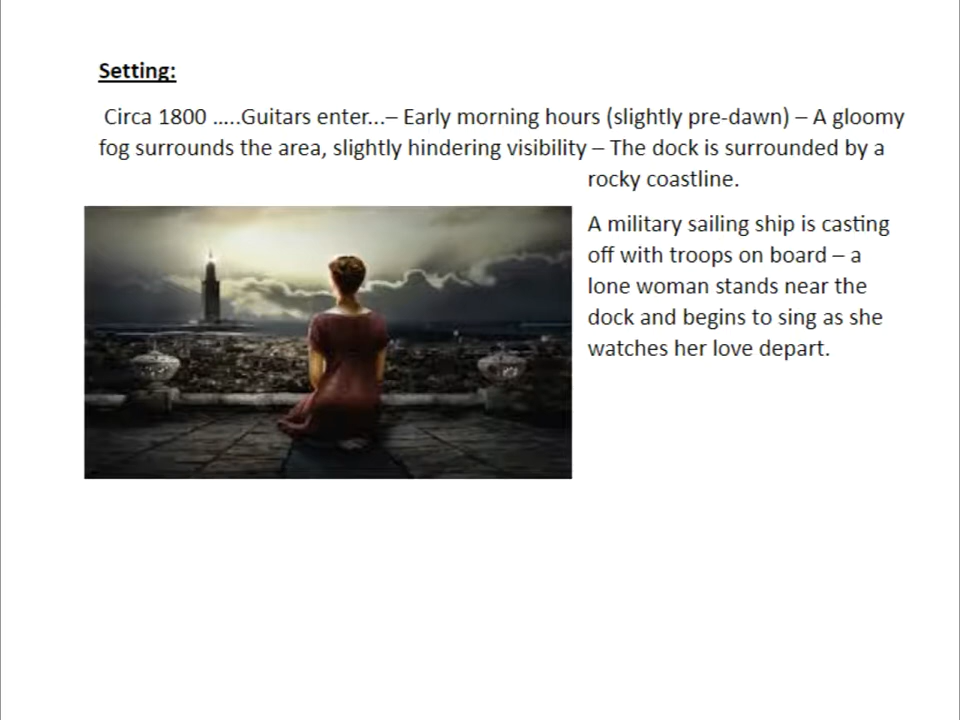 Setting:
Circa 1800 .....Guitars enter...– Early morning hours (slightly pre-dawn) – A gloomy
fog surrounds the area, slightly hindering visibility – The dock is surrounded by a
rocky coastline.
A military sailing ship is casting
off with troops on board – a
lone woman stands near the
dock and begins to sing as she
watches her love depart.